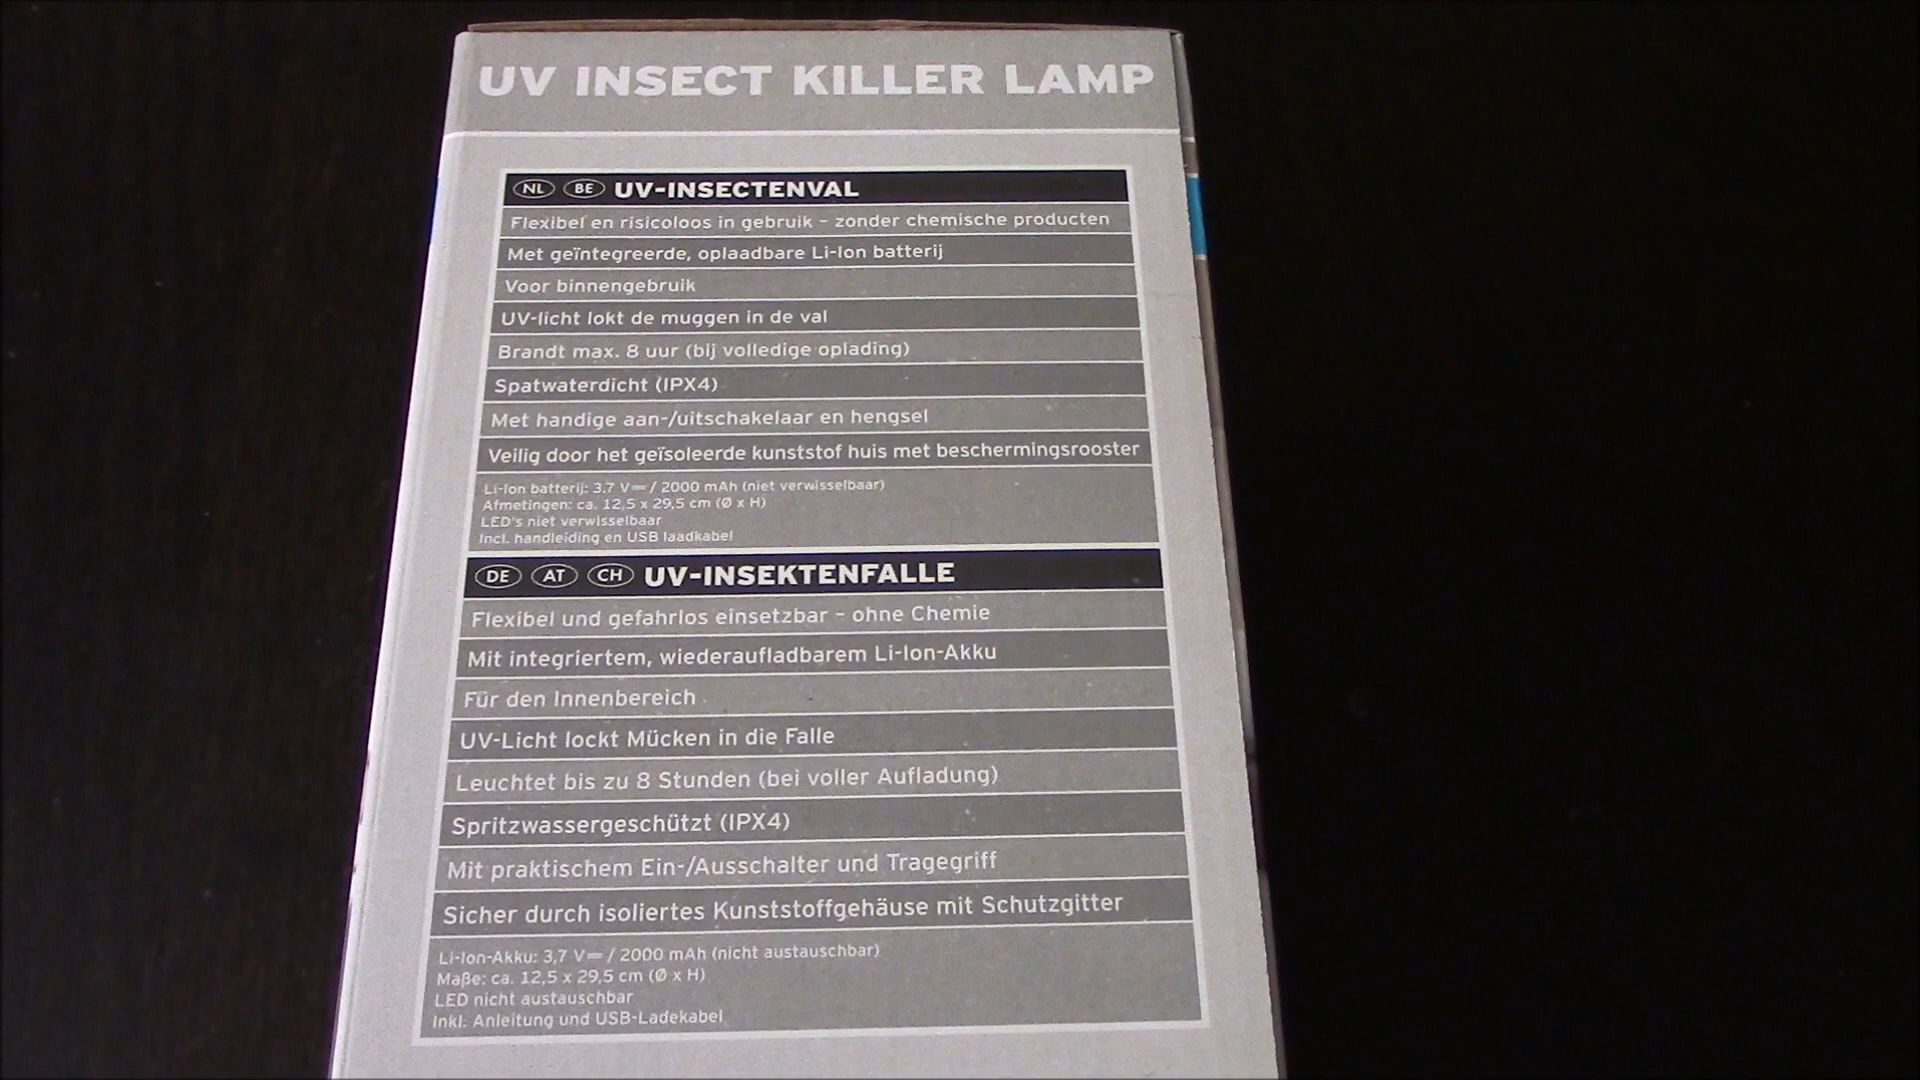 UV INSECT KILLER LAMP
NL BE UV-INSECTENVAL
Flexibel en risicoloos in gebruik – zonder chemische producten
Met geïntegreerde, oplaadbare Li-Ion batterij
Voor binnengebruik
UV-licht lokt de muggen in de val
Brandt max. 8 uur (bij volledige oplading)
Spatwaterdicht (IPX4)
Met handige aan-/uitschakelaar en hengsel
Veilig door het geïsoleerde kunststof huis met beschermingsrooster
Li-Ion batterij: 3.7 V⎓ / 2000 mAh (niet verwisselbaar)
Afmetingen: ca. 12,5 x 29,5 cm (Ø x H)
LED's niet verwisselbaar
Incl. handleiding en USB laadkabel
DE AT CH UV-INSEKTENFALLE
Flexibel und gefahrlos einsetzbar – ohne Chemie
Mit integriertem, wiederaufladbarem Li-Ion-Akku
Für den Innenbereich
UV-Licht lockt Mücken in die Falle
Leuchtet bis zu 8 Stunden (bei voller Aufladung)
Spritzwassergeschützt (IPX4)
Mit praktischem Ein-/Ausschalter und Tragegriff
Sicher durch isoliertes Kunststoffgehäuse mit Schutzgitter
Li-Ion-Akku: 3,7 V⎓ / 2000 mAh (nicht austauschbar)
Maße: ca. 12,5 x 29,5 cm (Ø x H)
LED nicht austauschbar
Inkl. Anleitung und USB-Ladekabel